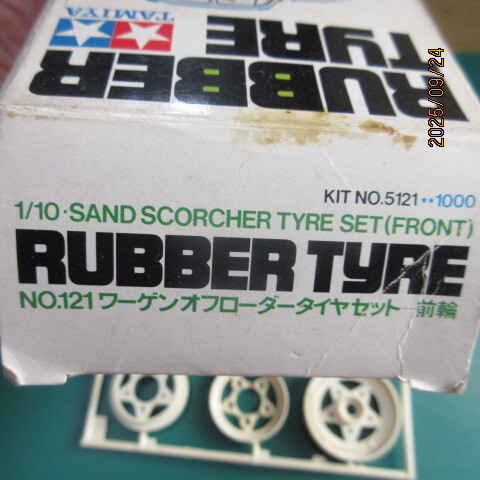 RUBBER
TYRE
TAMIYA
2025/09/24
KIT NO.5121 ★★1000
1/10·SAND SCORCHER TYRE SET(FRONT)
RUBBER TYRE
NO.121 ワーゲンオフローダータイヤセット—前輪